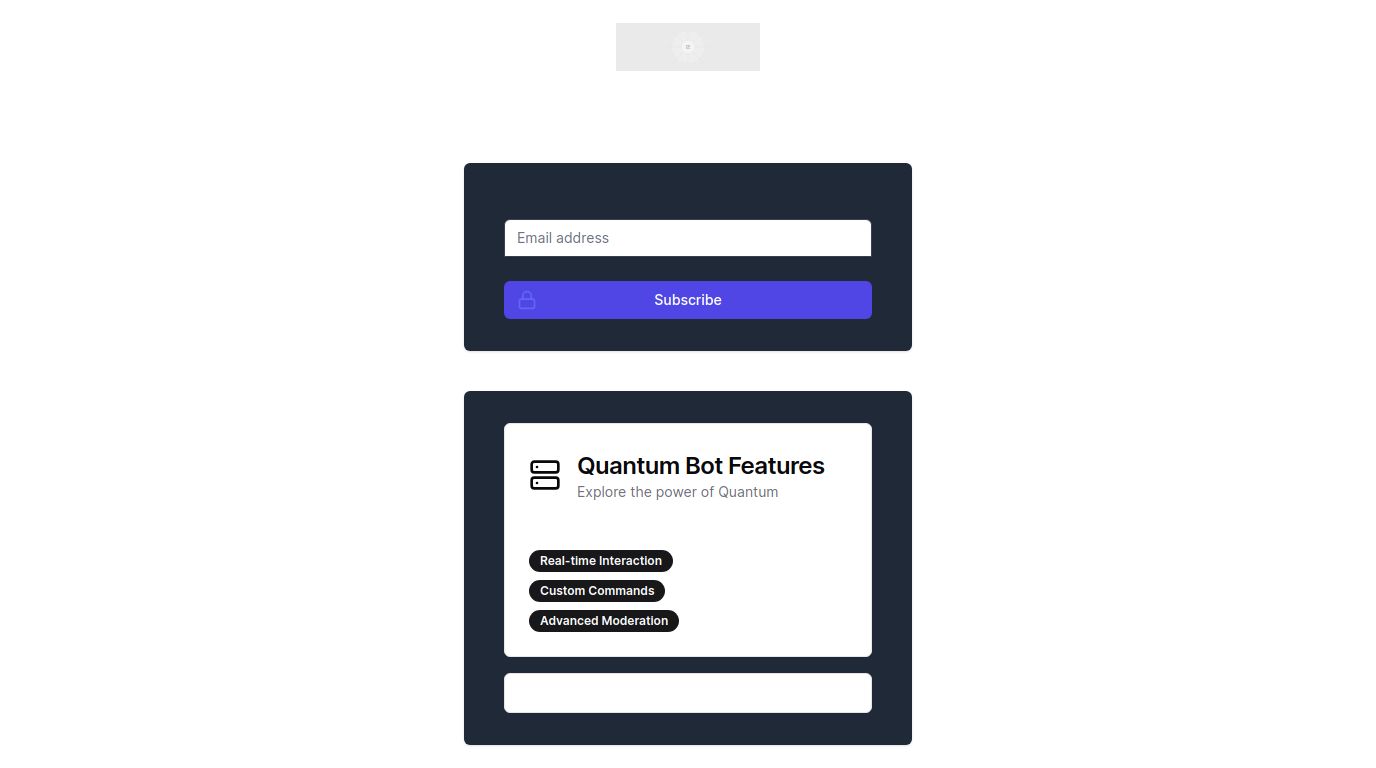 Email address
Subscribe
Quantum Bot Features
Explore the power of Quantum
Real-time Interaction
Custom Commands
Advanced Moderation